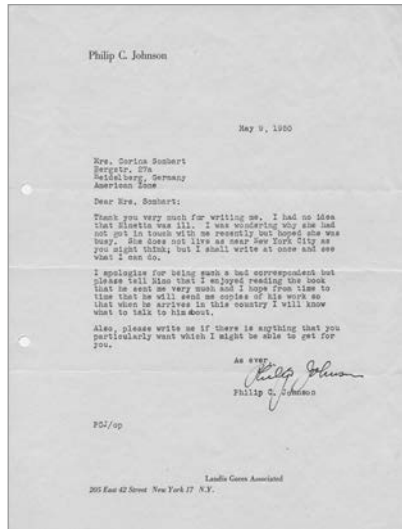 Philip C. Johnson
May 9, 1950
Mrs. Corina Sombart
Bergstr. 27a
Heidelberg, Germany
American Zone
Dear Mrs. Sombart:
Thank you very much for writing me. I had no idea
that Ninetta was ill. I was wondering why she had
not got in touch with me recently but hoped she was
busy. She does not live as near New York City as
you might think; but I shall write at once and see
what I can do.
I apologize for being such a bad correspondent but
please tell Nino that I enjoyed reading the book
that he sent me very much and I hope from time to
time that he will send me copies of his work so
that when he arrives in this country I will know
what to talk to him about.
Also, please write me if there is anything that you
particularly want which I might be able to get for
you.
As ever,
Philip Johnson
Philip C. Johnson
PCJ/op
Landis Gores Associated
205 East 42 Street New York 17 N.Y.